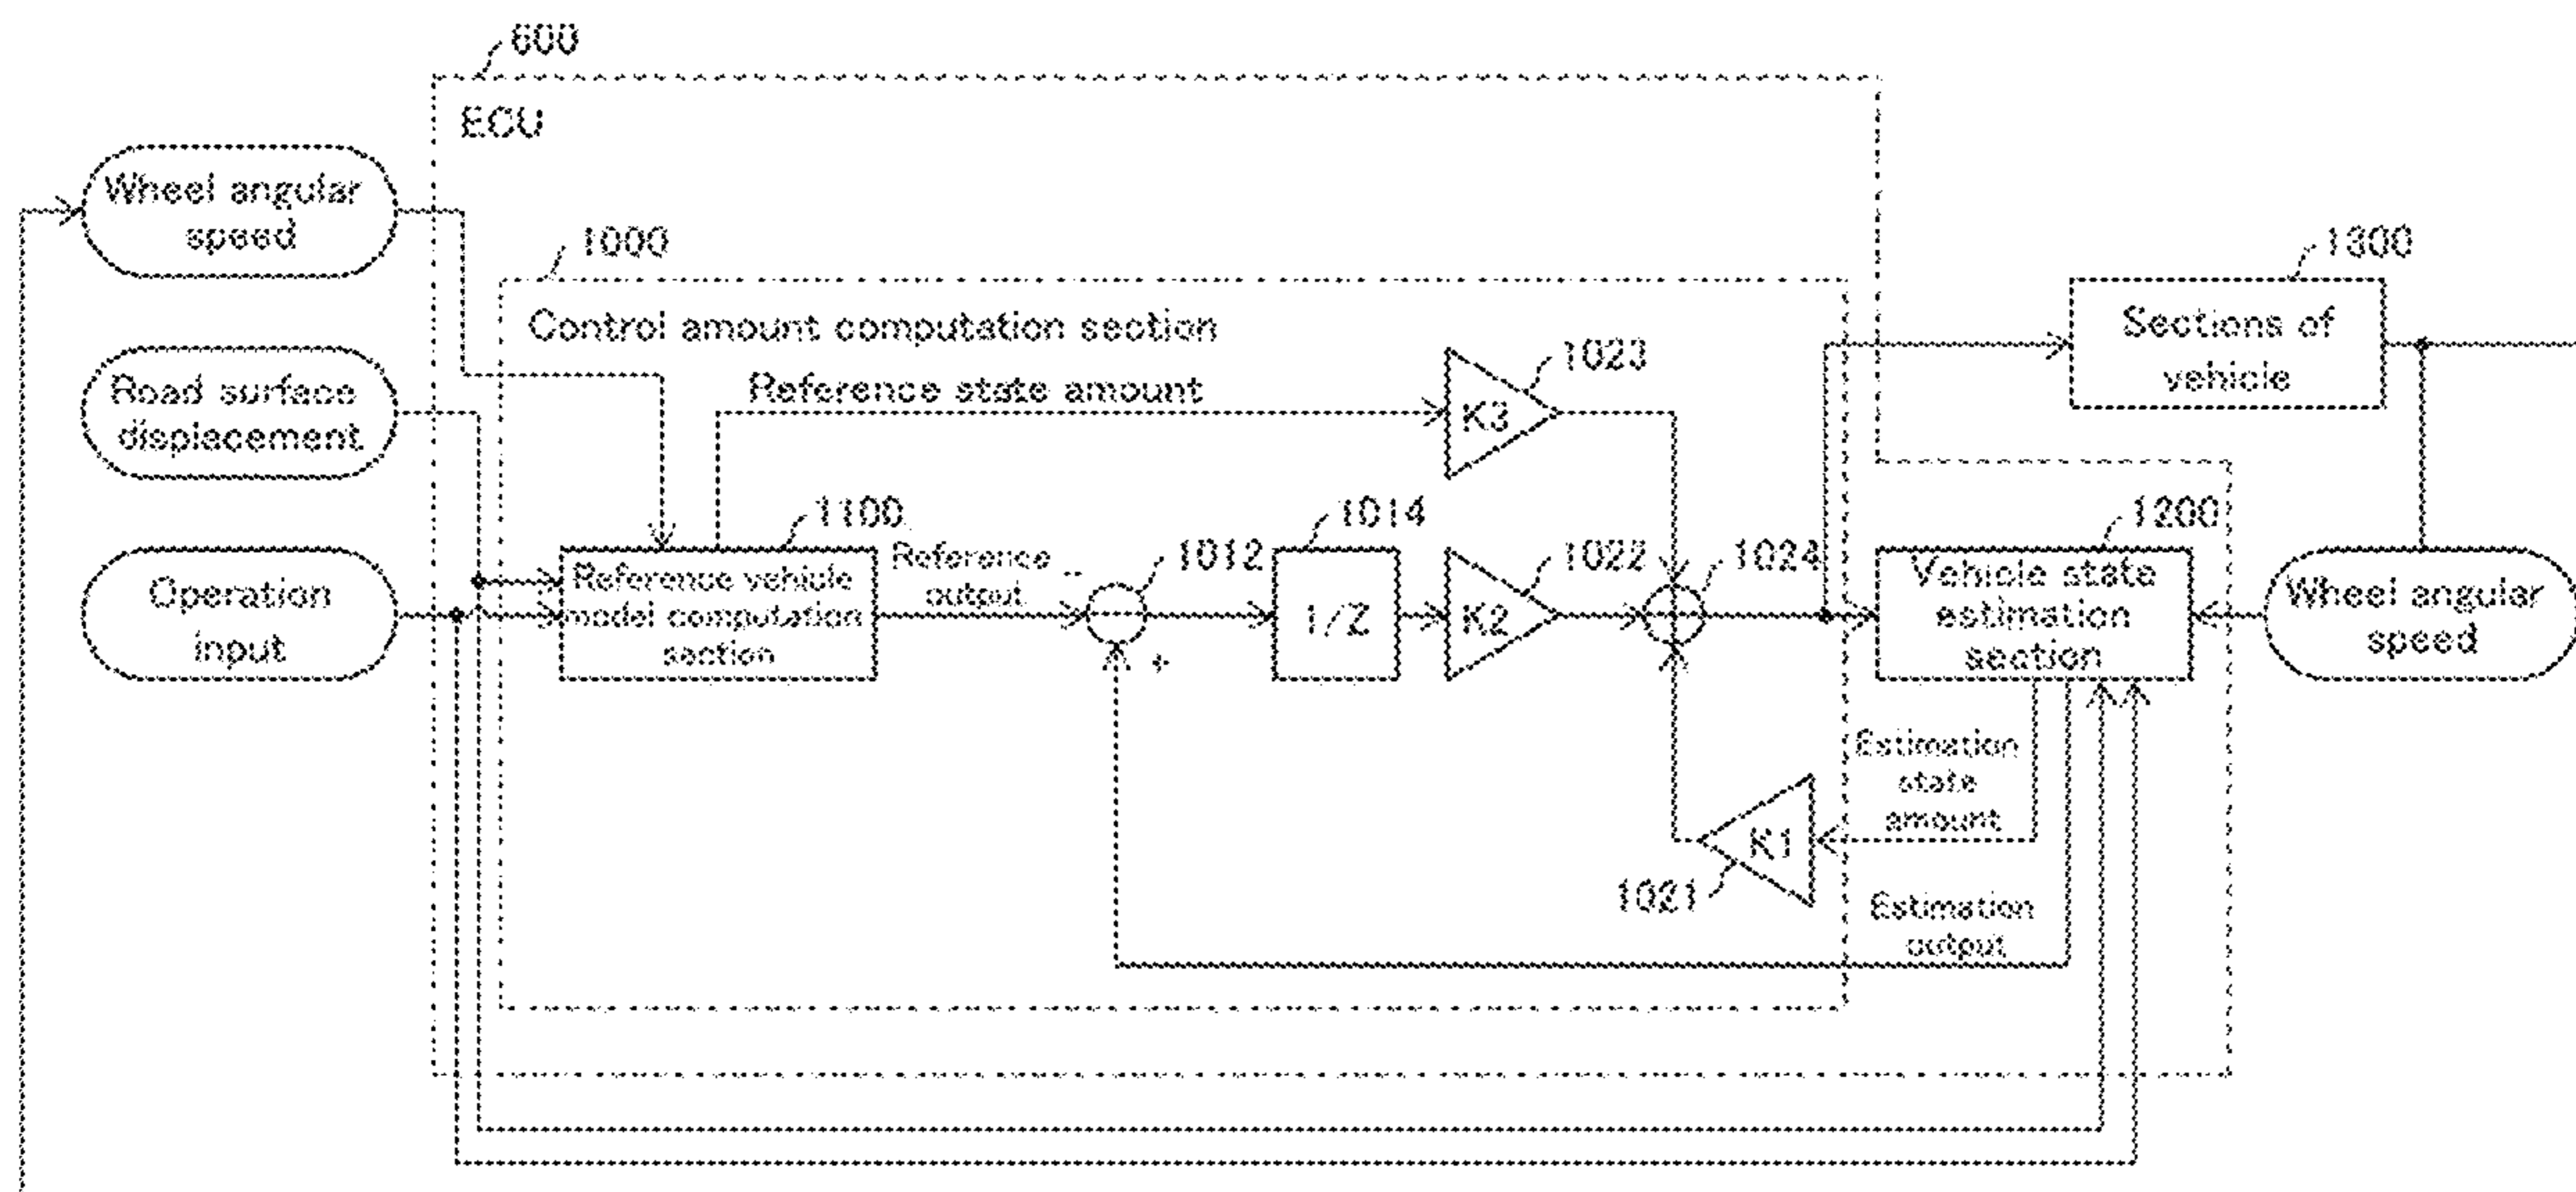 600
ECU
Wheel angular
speed
1000
1300
Control amount computation section
Sections of
vehicle
1023
Reference state amount
K3
Road surface
displacement
1100
1014
1200
Reference
output
−
1012
1022
1024
Operation
input
Reference vehicle
model computation
section
1/Z
K2
Vehicle state
estimation
section
Wheel angular
speed
+
Estimation
state
amount
K1
1021
Estimation
output